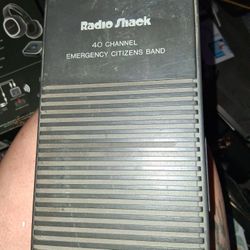 Radio Shack
40 CHANNEL
EMERGENCY CITIZENS BAND